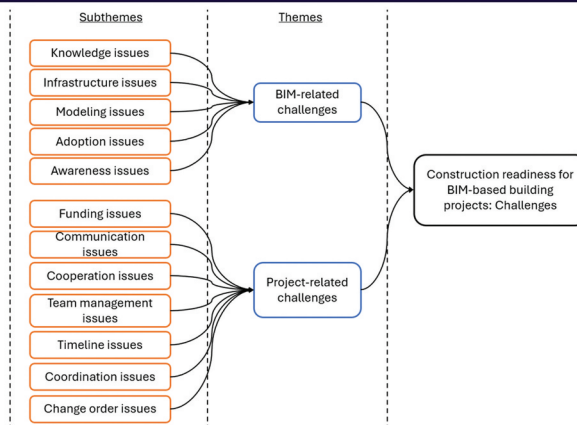 Subthemes
Themes
Knowledge issues
Infrastructure issues
Modeling issues
Adoption issues
Awareness issues
BIM-related
challenges
Construction readiness for
BIM-based building
projects: Challenges
Funding issues
Communication
issues
Cooperation issues
Team management
issues
Timeline issues
Coordination issues
Change order issues
Project-related
challenges